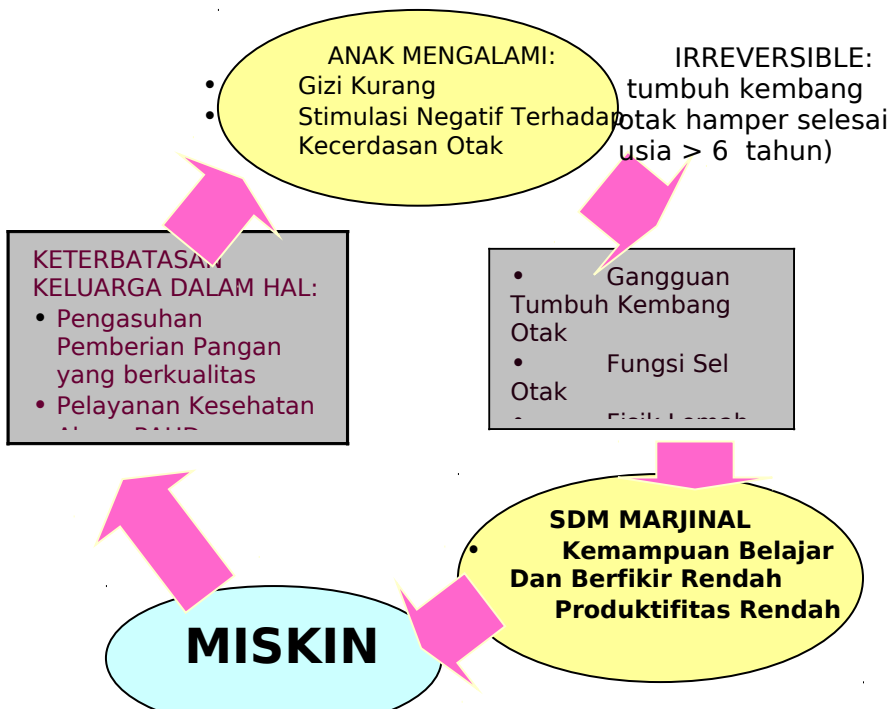 ANAK MENGALAMI:
• Gizi Kurang
• Stimulasi Negatif Terhadap
Kecerdasan Otak
IRREVERSIBLE:
tumbuh kembang
otak hamper selesai
usia > 6 tahun)
KETERBATASAN
KELUARGA DALAM HAL:
• Pengasuhan
Pemberian Pangan
yang berkualitas
• Pelayanan Kesehatan
• Gangguan
Tumbuh Kembang
Otak
• Fungsi Sel
Otak
• Fisik Lemah
SDM MARJINAL
• Kemampuan Belajar
Dan Berfikir Rendah
Produktifitas Rendah
MISKIN